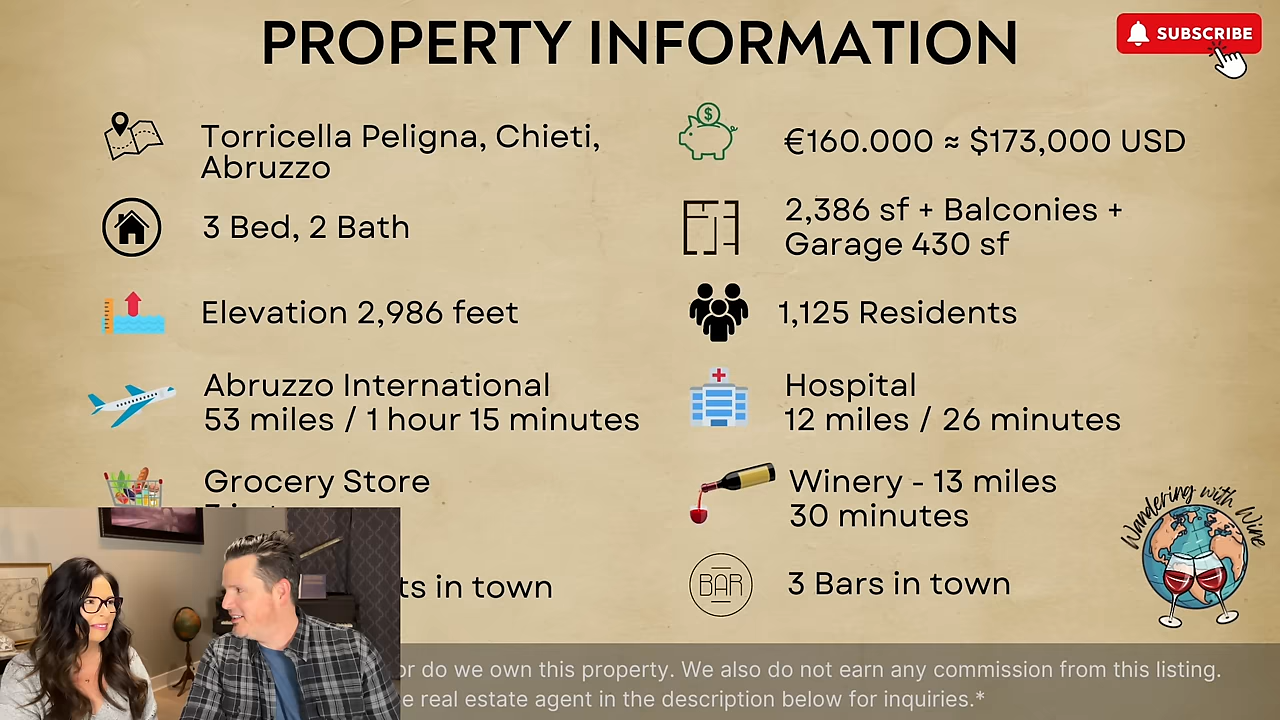 PROPERTY INFORMATION
SUBSCRIBE
Torricella Peligna, Chieti,
Abruzzo
€160.000 ≈ $173,000 USD
3 Bed, 2 Bath
2,386 sf + Balconies +
Garage 430 sf
Elevation 2,986 feet
1,125 Residents
Abruzzo International
53 miles / 1 hour 15 minutes
Hospital
12 miles / 26 minutes
Grocery Store
Winery - 13 miles
30 minutes
Wandering with Wine
in town
BAR
3 Bars in town
do we own this property. We also do not earn any commission from this listing.
real estate agent in the description below for inquiries.*